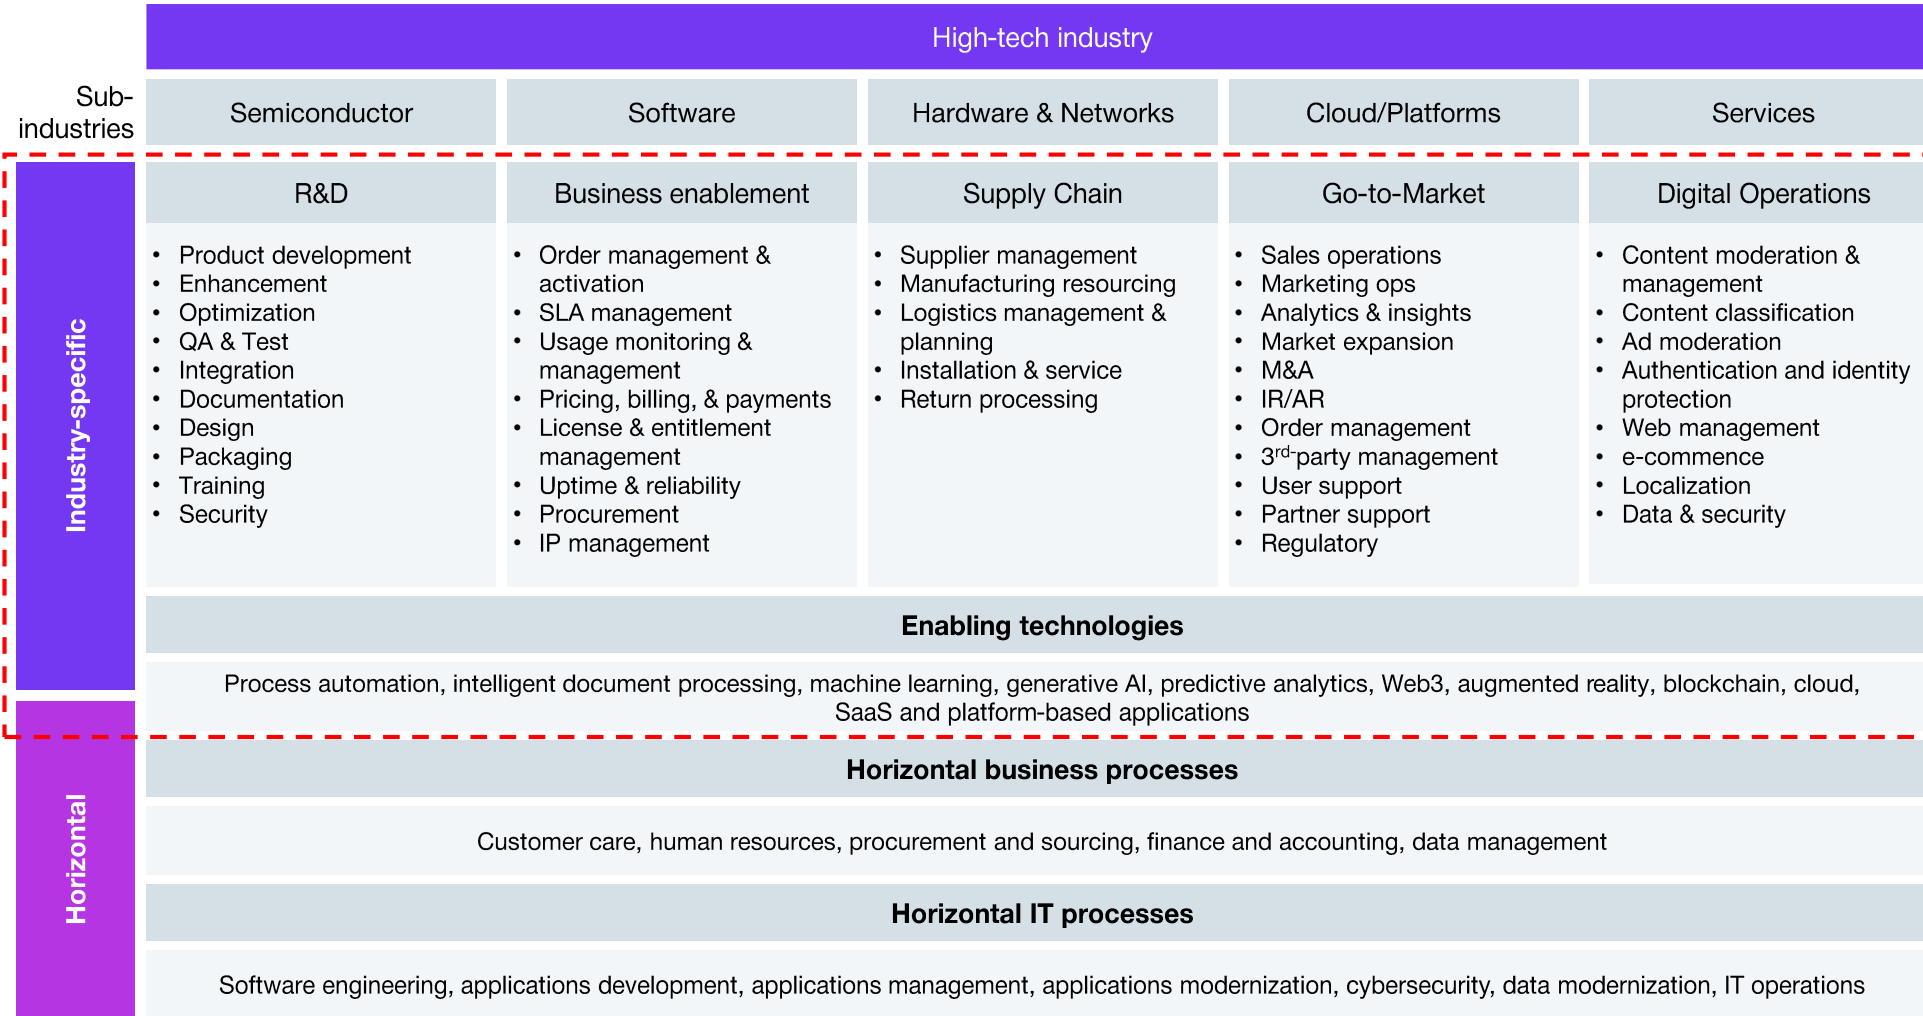 High-tech industry
Sub-
industries
Semiconductor
Software
Hardware & Networks
Cloud/Platforms
Services
Industry-specific
R&D
• Product development
• Enhancement
• Optimization
• QA & Test
• Integration
• Documentation
• Design
• Packaging
• Training
• Security
Business enablement
• Order management &
activation
• SLA management
• Usage monitoring &
management
• Pricing, billing, & payments
• License & entitlement
management
• Uptime & reliability
• Procurement
• IP management
Supply Chain
• Supplier management
• Manufacturing resourcing
• Logistics management &
planning
• Installation & service
• Return processing
Go-to-Market
• Sales operations
• Marketing ops
• Analytics & insights
• Market expansion
• M&A
• IR/AR
• Order management
• 3rd-party management
• User support
• Partner support
• Regulatory
Digital Operations
• Content moderation &
management
• Content classification
• Ad moderation
• Authentication and identity
protection
• Web management
• e-commence
• Localization
• Data & security
Enabling technologies
Process automation, intelligent document processing, machine learning, generative AI, predictive analytics, Web3, augmented reality, blockchain, cloud,
SaaS and platform-based applications
Horizontal
Horizontal business processes
Customer care, human resources, procurement and sourcing, finance and accounting, data management
Horizontal IT processes
Software engineering, applications development, applications management, applications modernization, cybersecurity, data modernization, IT operations